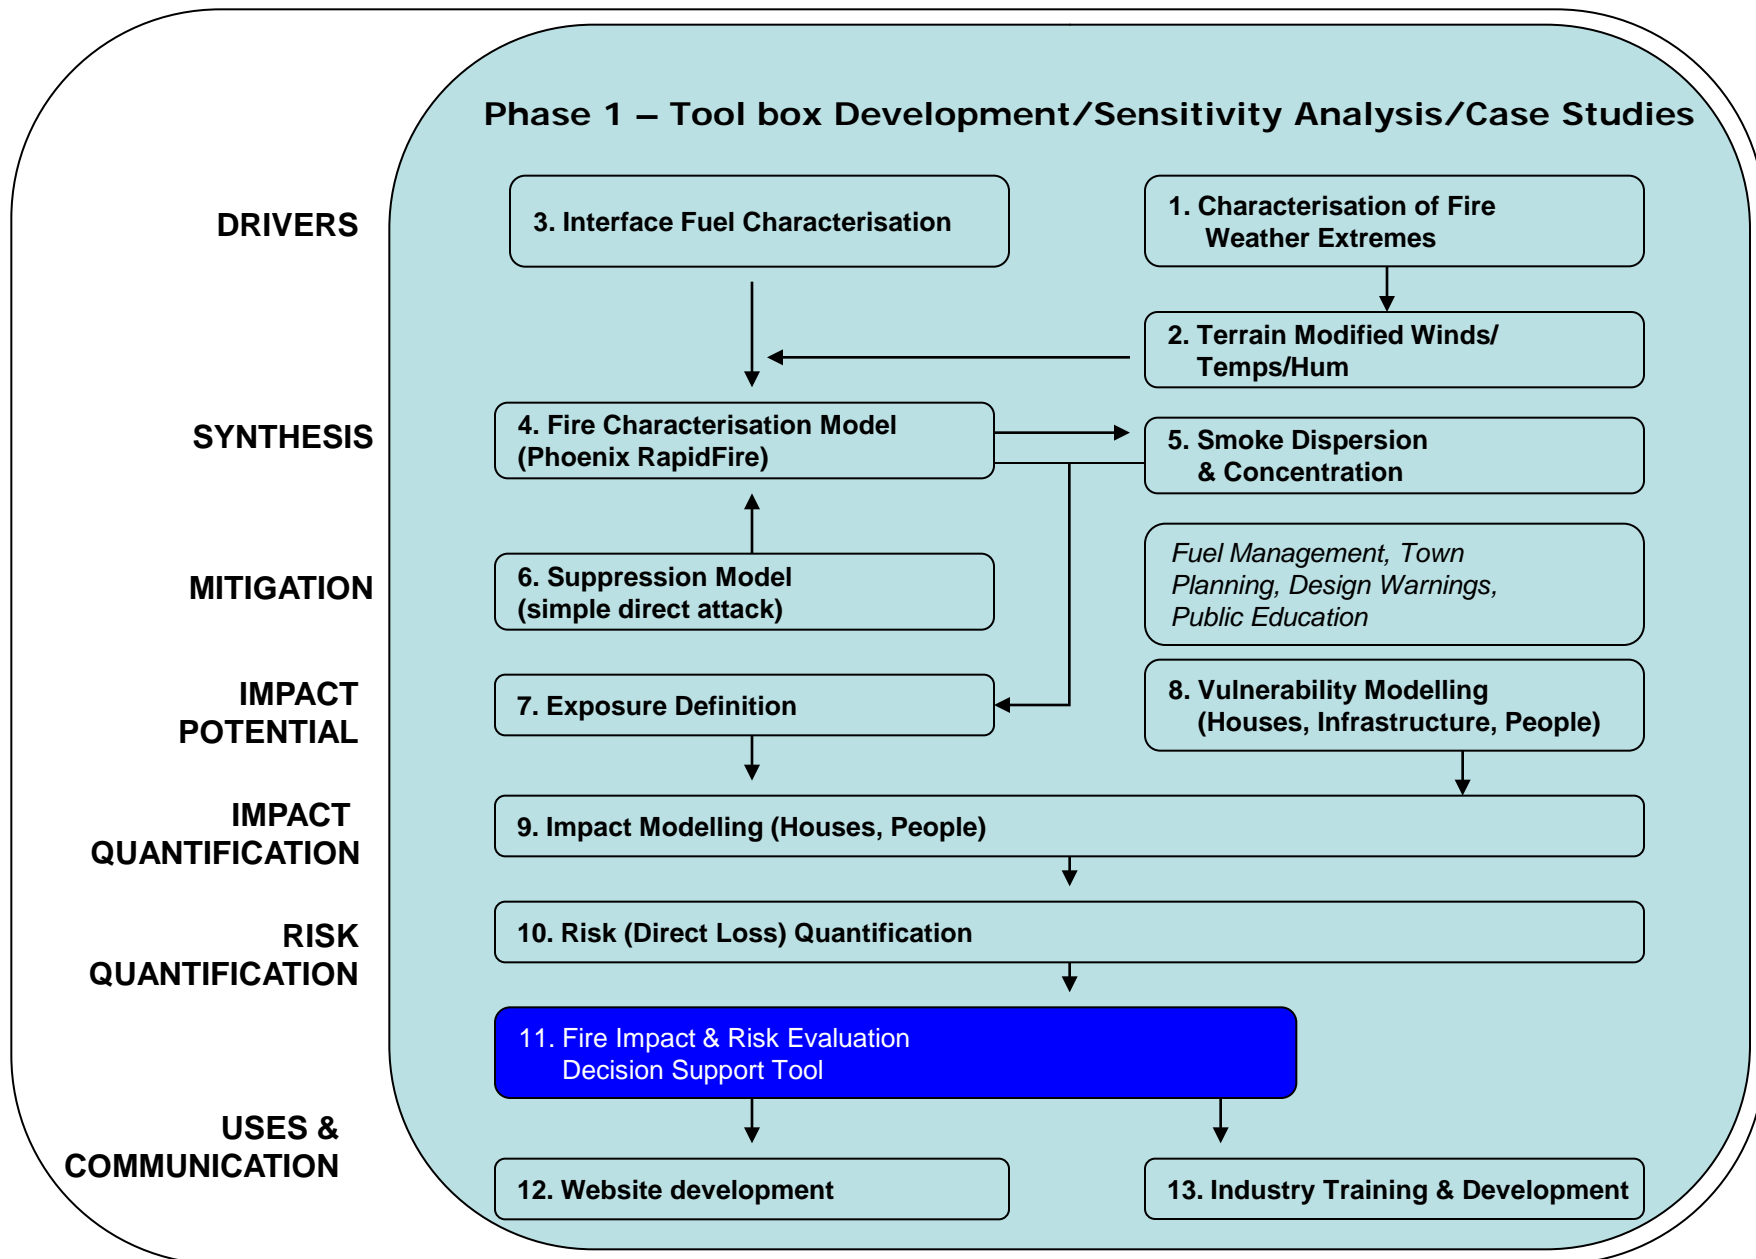 Phase 1 – Tool box Development/Sensitivity Analysis/Case Studies
DRIVERS
3. Interface Fuel Characterisation
1. Characterisation of Fire
Weather Extremes
2. Terrain Modified Winds/
Temps/Hum
SYNTHESIS
4. Fire Characterisation Model
(Phoenix RapidFire)
5. Smoke Dispersion
& Concentration
MITIGATION
6. Suppression Model
(simple direct attack)
Fuel Management, Town
Planning, Design Warnings,
Public Education
IMPACT
POTENTIAL
7. Exposure Definition
8. Vulnerability Modelling
(Houses, Infrastructure, People)
IMPACT
QUANTIFICATION
9. Impact Modelling (Houses, People)
RISK
QUANTIFICATION
10. Risk (Direct Loss) Quantification
11. Fire Impact & Risk Evaluation
Decision Support Tool
USES &
COMMUNICATION
12. Website development
13. Industry Training & Development